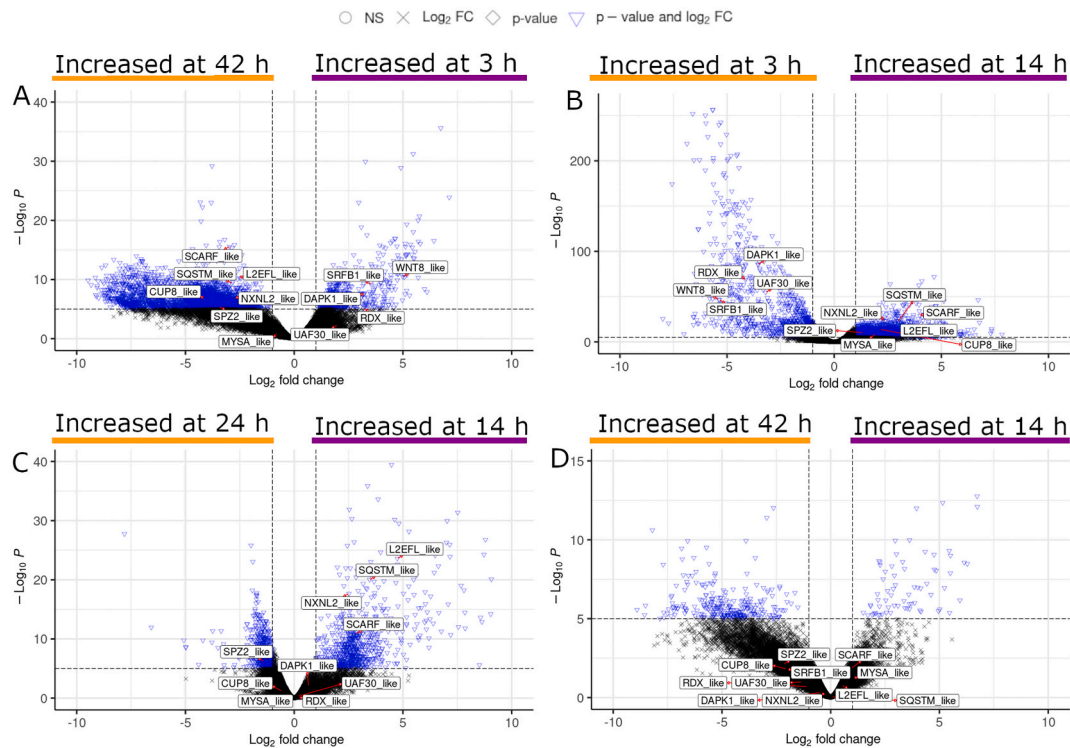 NS Log2 FC p-value p – value and log2 FC
Increased at 42 h Increased at 3 h
A
40
30
20
10
0
– Log10 P
SCARF_like
SQSTM_like
L2EFL_like
CUP8_like
NXNL2_like
SPZ2_like
MYSA_like
SRFB1_like
WNT8_like
DAPK1_like
RDX_like
UAF30_like
-10 -5 0 5 10
Log2 fold change
Increased at 3 h Increased at 14 h
B
200
100
0
– Log10 P
DAPK1_like
RDX_like
UAF30_like
WNT8_like
SRFB1_like
SQSTM_like
NXNL2_like
SCARF_like
SPZ2_like
L2EFL_like
MYSA_like
CUP8_like
-10 -5 0 5 10
Log2 fold change
Increased at 24 h Increased at 14 h
C
40
30
20
10
0
– Log10 P
L2EFL_like
SQSTM_like
NXNL2_like
SCARF_like
SPZ2_like
DAPK1_like
CUP8_like
UAF30_like
MYSA_like
RDX_like
-10 -5 0 5 10
Log2 fold change
Increased at 42 h Increased at 14 h
D
15
10
5
0
– Log10 P
SPZ2_like
SCARF_like
CUP8_like
SRFB1_like
MYSA_like
RDX_like
UAF30_like
L2EFL_like
DAPK1_like
NXNL2_like
SQSTM_like
-10 -5 0 5 10
Log2 fold change